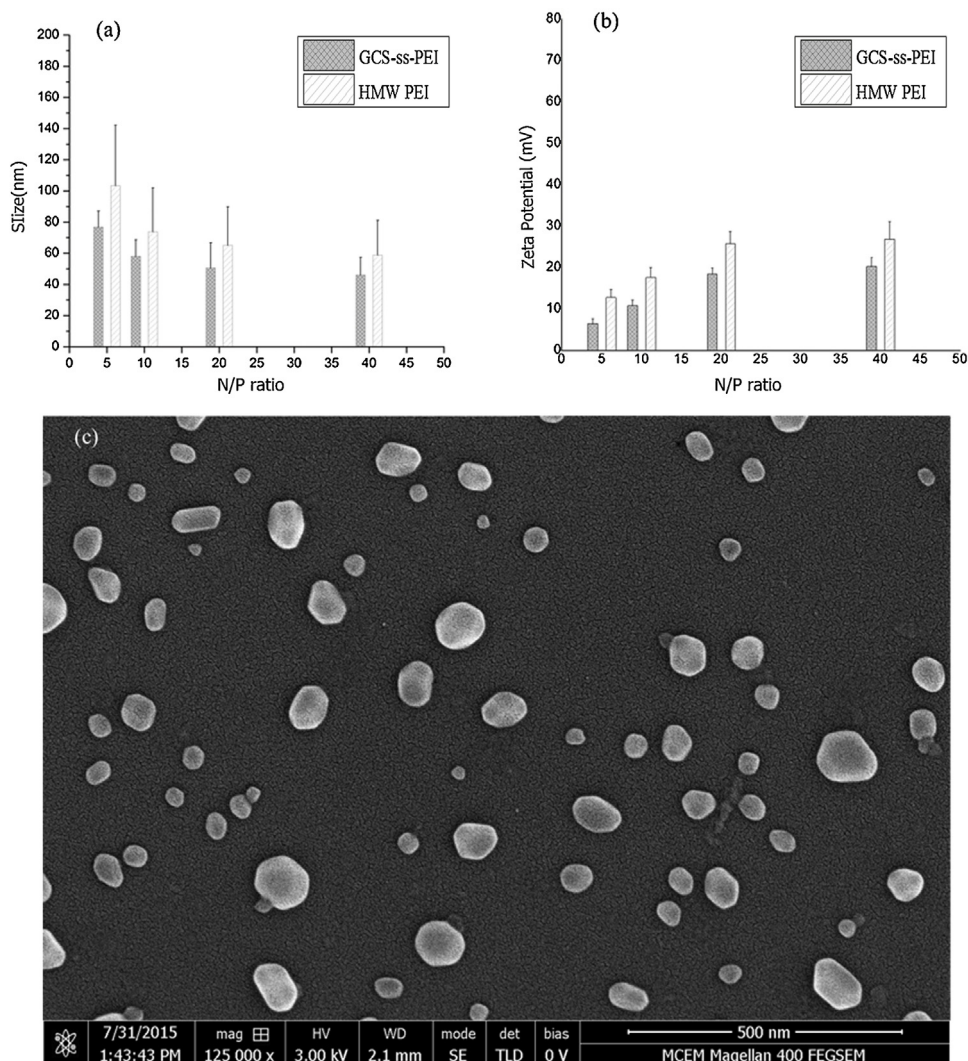 (a)
200
180
160
140
120
100
80
60
40
20
0
SIize(nm)
GCS-ss-PEI
HMW PEI
0 5 10 15 20 25 30 35 40 45 50
N/P ratio
(b)
80
70
60
50
40
30
20
10
0
Zeta Potential (mV)
GCS-ss-PEI
HMW PEI
0 5 10 15 20 25 30 35 40 45 50
N/P ratio
(c)
7/31/2015 mag HV WD mode det bias 500 nm
1:43:43 PM 125 000 x 3.00 kV 2.1 mm SE TLD 0 V MCEM Magellan 400 FFGSEM